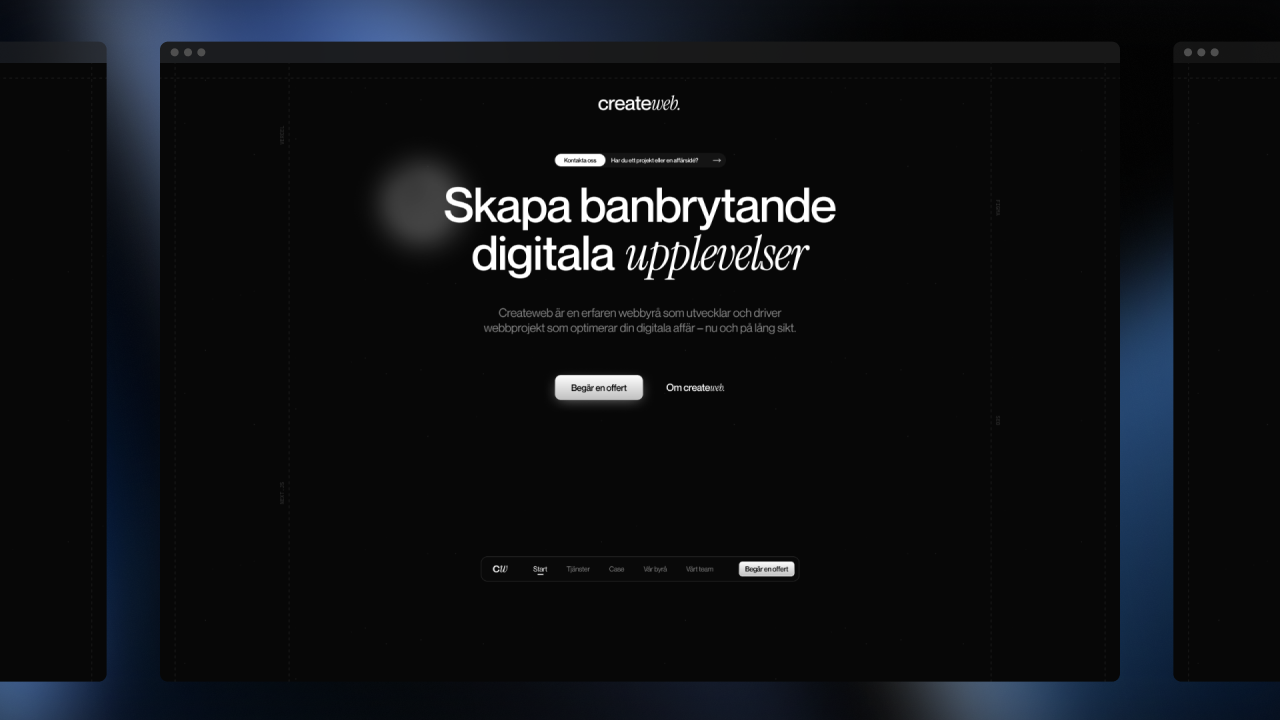 createweb.
Kontakta oss Har du ett projekt eller en affärsidé? →
Skapa banbrytande
digitala upplevelser
Createweb är en erfaren webbyrå som utvecklar och driver
webbprojekt som optimerar din digitala affär – nu och på lång sikt.
Begär en offert Om createweb.
CW Start Tjänster Case Vår byrå Vårt team Begär en offert